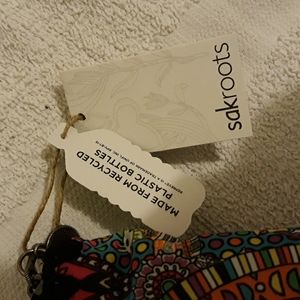 sakroots
MADE FROM RECYCLED
PLASTIC BOTTLES